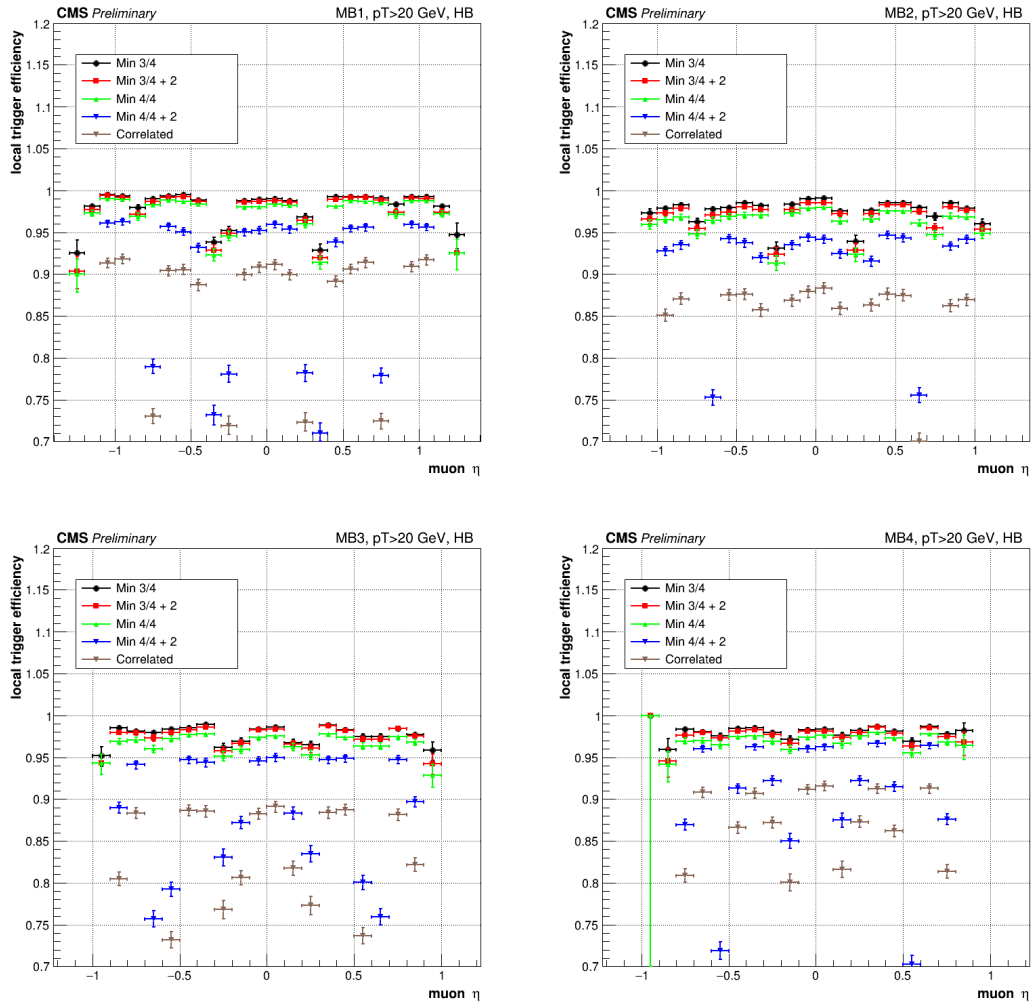 CMS Preliminary MB1, pT>20 GeV, HB
local trigger efficiency
1.2
1.15
1.1
1.05
1
0.95
0.9
0.85
0.8
0.75
0.7
Min 3/4
Min 3/4 + 2
Min 4/4
Min 4/4 + 2
Correlated
−1 −0.5 0 0.5 1
muon η
CMS Preliminary MB2, pT>20 GeV, HB
local trigger efficiency
1.2
1.15
1.1
1.05
1
0.95
0.9
0.85
0.8
0.75
0.7
Min 3/4
Min 3/4 + 2
Min 4/4
Min 4/4 + 2
Correlated
−1 −0.5 0 0.5 1
muon η
CMS Preliminary MB3, pT>20 GeV, HB
local trigger efficiency
1.2
1.15
1.1
1.05
1
0.95
0.9
0.85
0.8
0.75
0.7
Min 3/4
Min 3/4 + 2
Min 4/4
Min 4/4 + 2
Correlated
−1 −0.5 0 0.5 1
muon η
CMS Preliminary MB4, pT>20 GeV, HB
local trigger efficiency
1.2
1.15
1.1
1.05
1
0.95
0.9
0.85
0.8
0.75
0.7
Min 3/4
Min 3/4 + 2
Min 4/4
Min 4/4 + 2
Correlated
−1 −0.5 0 0.5 1
muon η